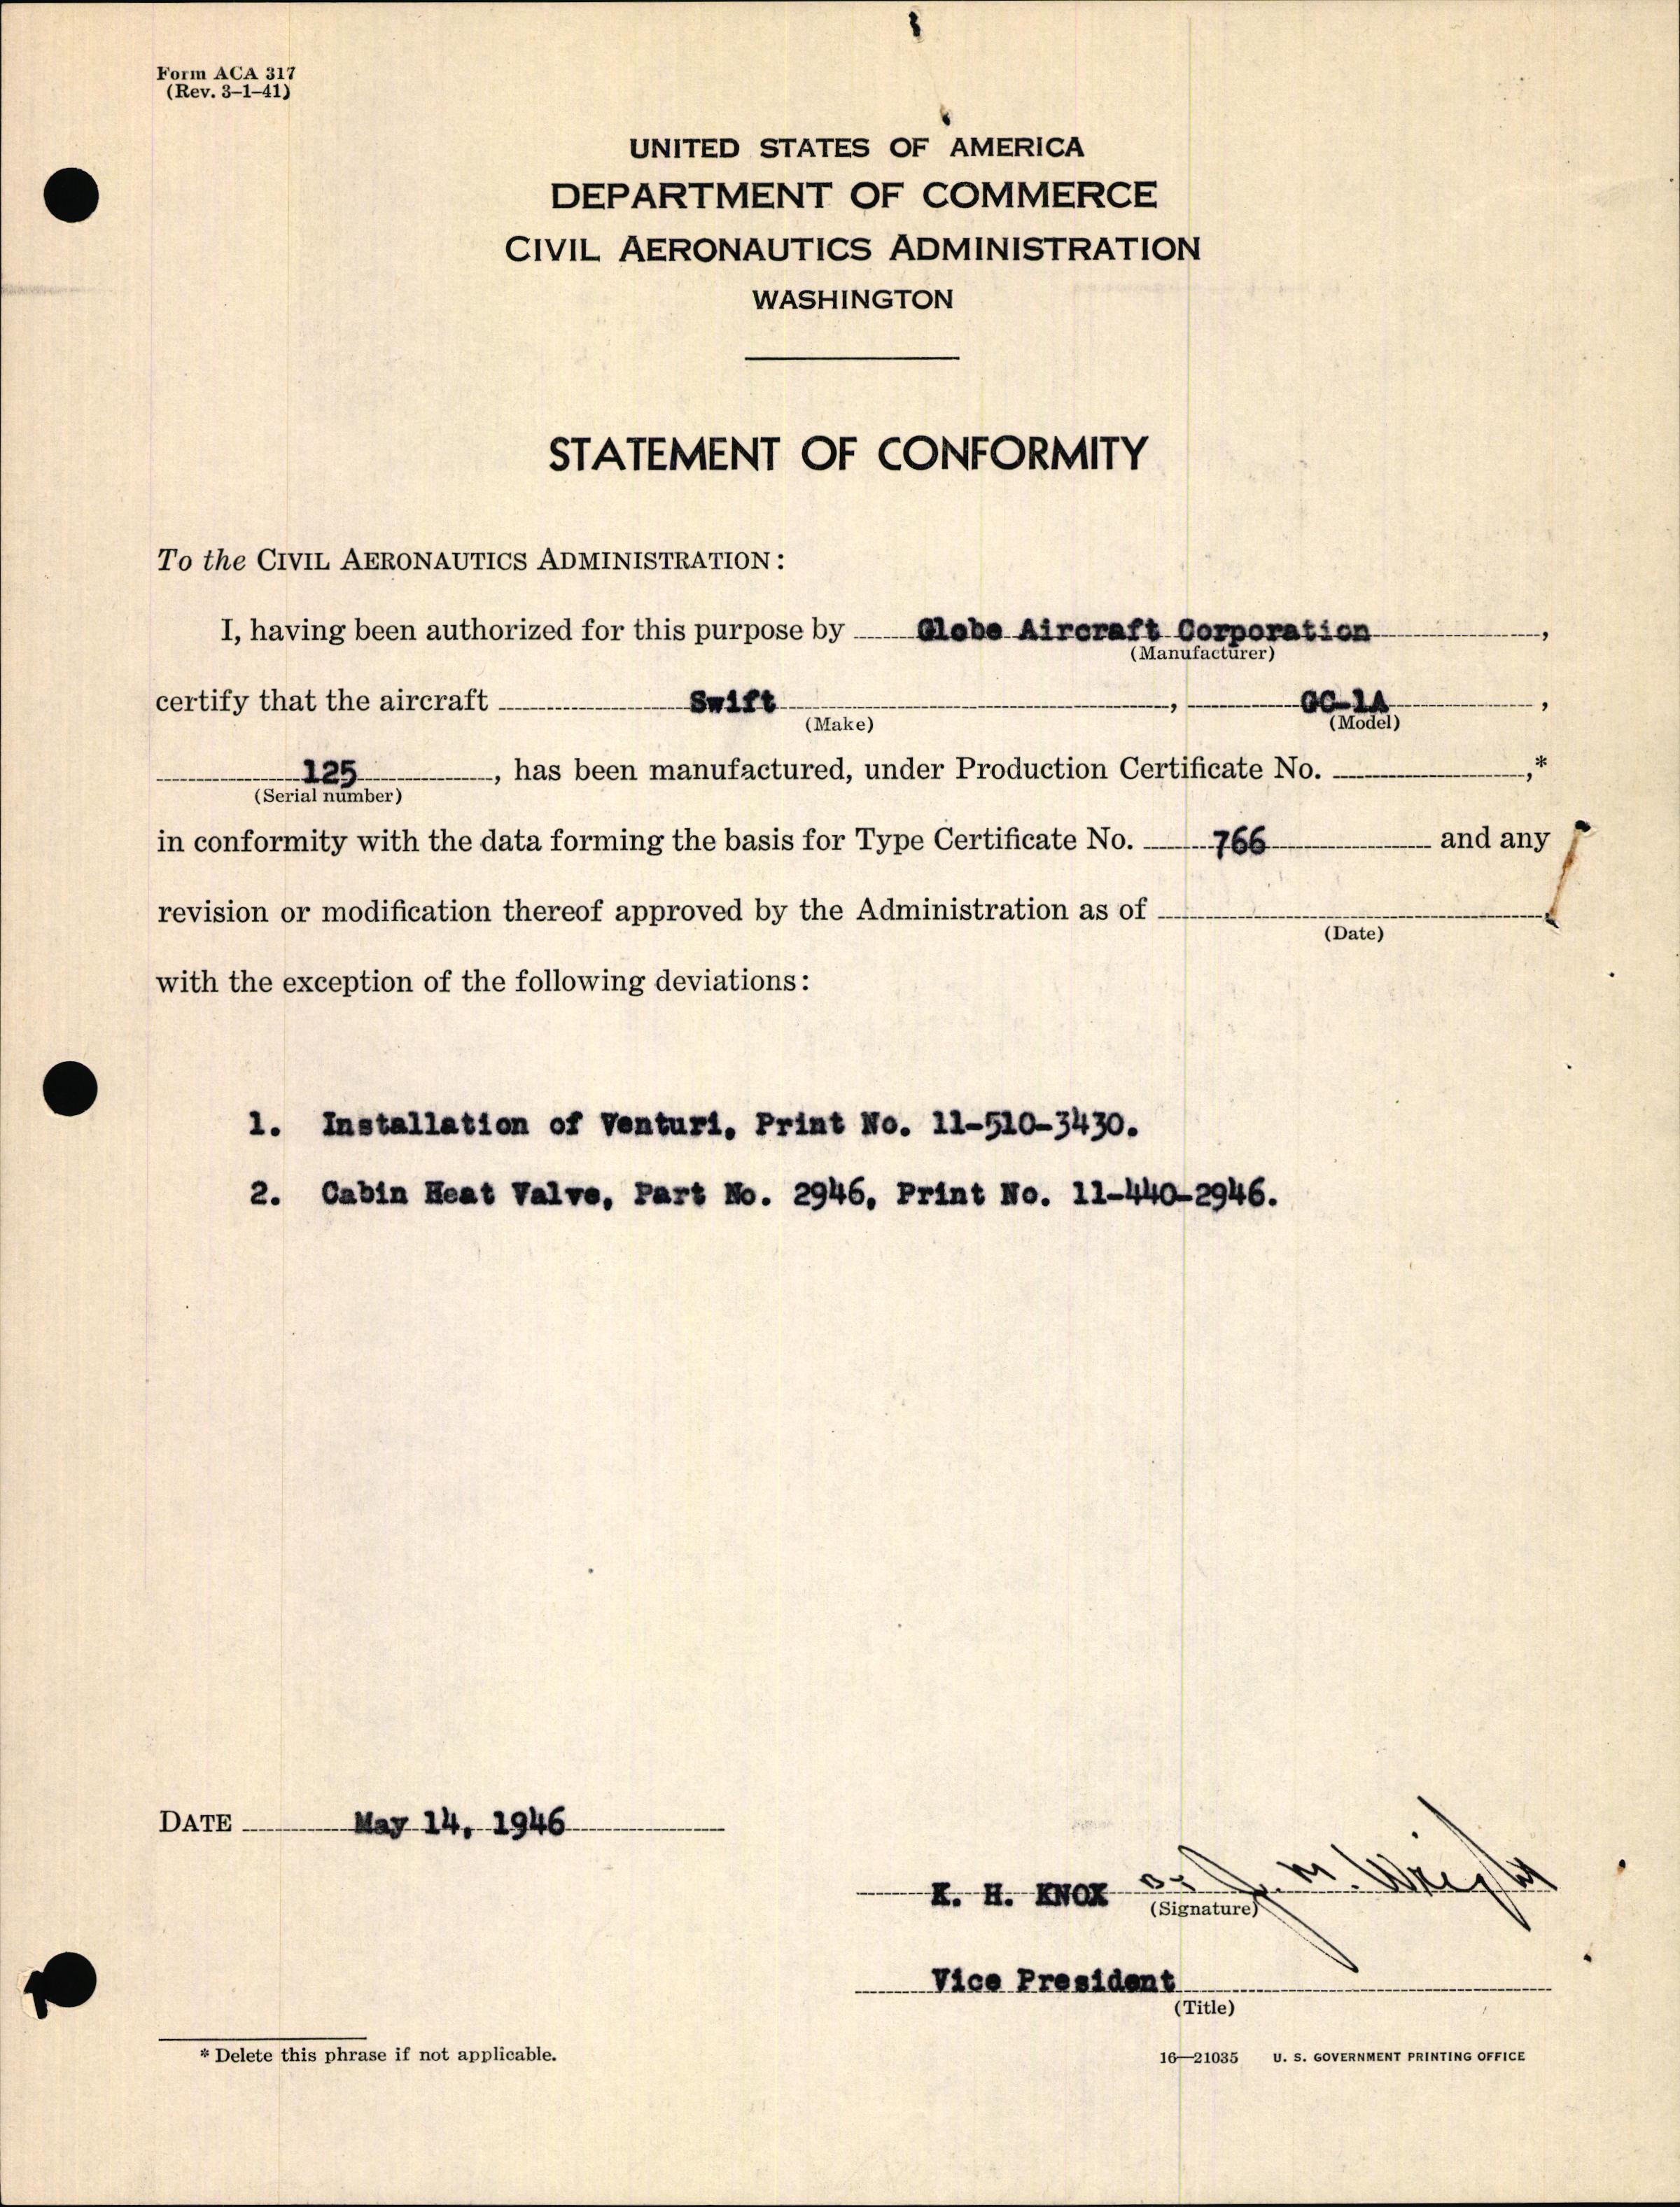 Form ACA 317
(Rev. 3–1–41)
UNITED STATES OF AMERICA
DEPARTMENT OF COMMERCE
CIVIL AERONAUTICS ADMINISTRATION
WASHINGTON
STATEMENT OF CONFORMITY
To the CIVIL AERONAUTICS ADMINISTRATION:
I, having been authorized for this purpose by Globe Aircraft Corporation,
(Manufacturer)
certify that the aircraft Swift, GC-1A,
(Make) (Model)
125, has been manufactured, under Production Certificate No. ,*
(Serial number)
in conformity with the data forming the basis for Type Certificate No. 766 and any
revision or modification thereof approved by the Administration as of
(Date)
with the exception of the following deviations:
1. Installation of Venturi, Print No. 11-510-3430.
2. Cabin Heat Valve, Part No. 2946, Print No. 11-440-2946.
DATE May 14, 1946
K. H. KNOX By J. M. Wright
(Signature)
Vice President
(Title)
* Delete this phrase if not applicable.
16—21035 U. S. GOVERNMENT PRINTING OFFICE